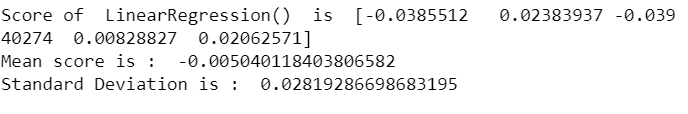 Score of  LinearRegression()  is  [-0.0385512   0.02383937 -0.039
40274  0.00828827  0.02062571]
Mean score is :  -0.005040118403806582
Standard Deviation is :  0.02819286698683195